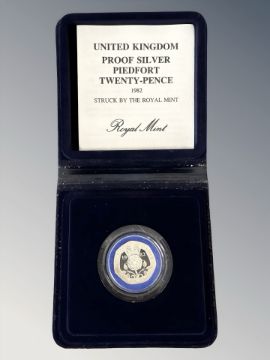 UNITED KINGDOM
PROOF SILVER
PIEDFORT
TWENTY-PENCE
1982
STRUCK BY THE ROYAL MINT
Royal Mint